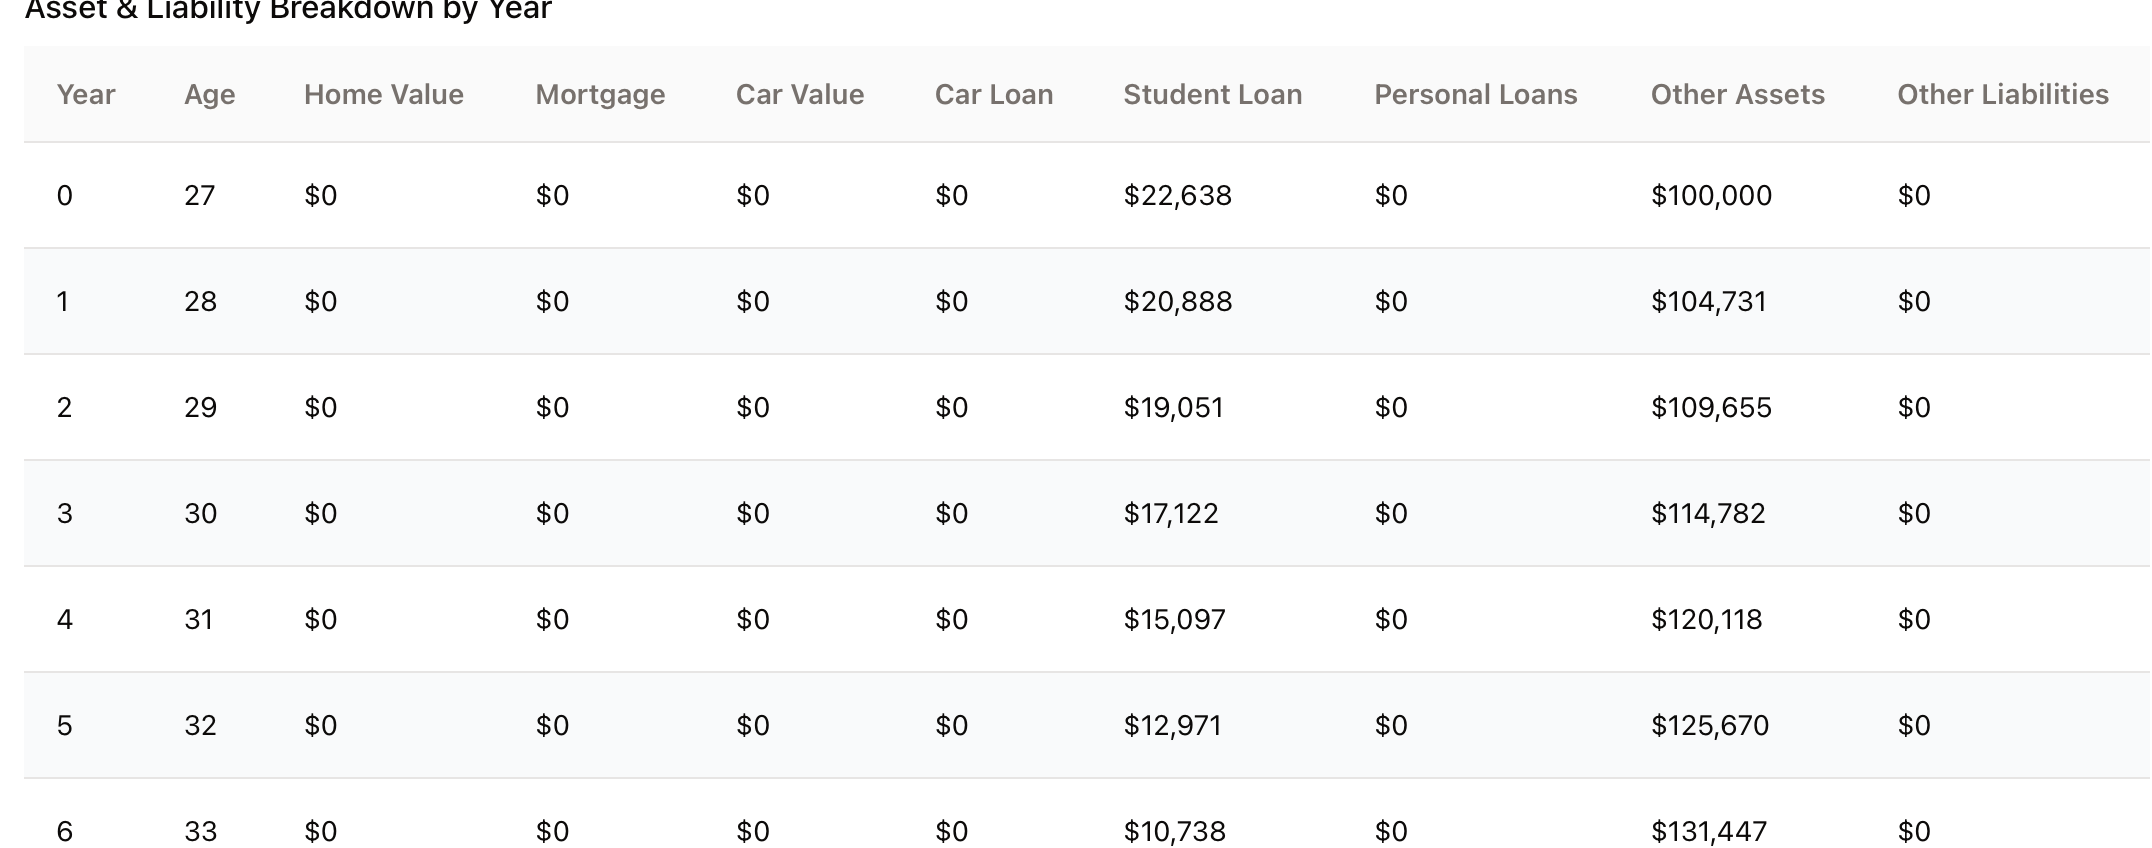 Asset & Liability Breakdown by Year
Year Age Home Value Mortgage Car Value Car Loan Student Loan Personal Loans Other Assets Other Liabilities
0 27 $0 $0 $0 $0 $22,638 $0 $100,000 $0
1 28 $0 $0 $0 $0 $20,888 $0 $104,731 $0
2 29 $0 $0 $0 $0 $19,051 $0 $109,655 $0
3 30 $0 $0 $0 $0 $17,122 $0 $114,782 $0
4 31 $0 $0 $0 $0 $15,097 $0 $120,118 $0
5 32 $0 $0 $0 $0 $12,971 $0 $125,670 $0
6 33 $0 $0 $0 $0 $10,738 $0 $131,447 $0